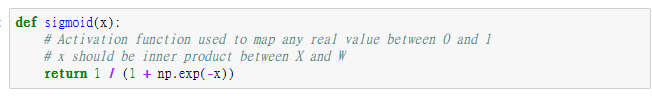 def sigmoid(x):
# Activation function used to map any real value between 0 and 1
# x should be inner product between X and W
return 1 / (1 + np.exp(-x))